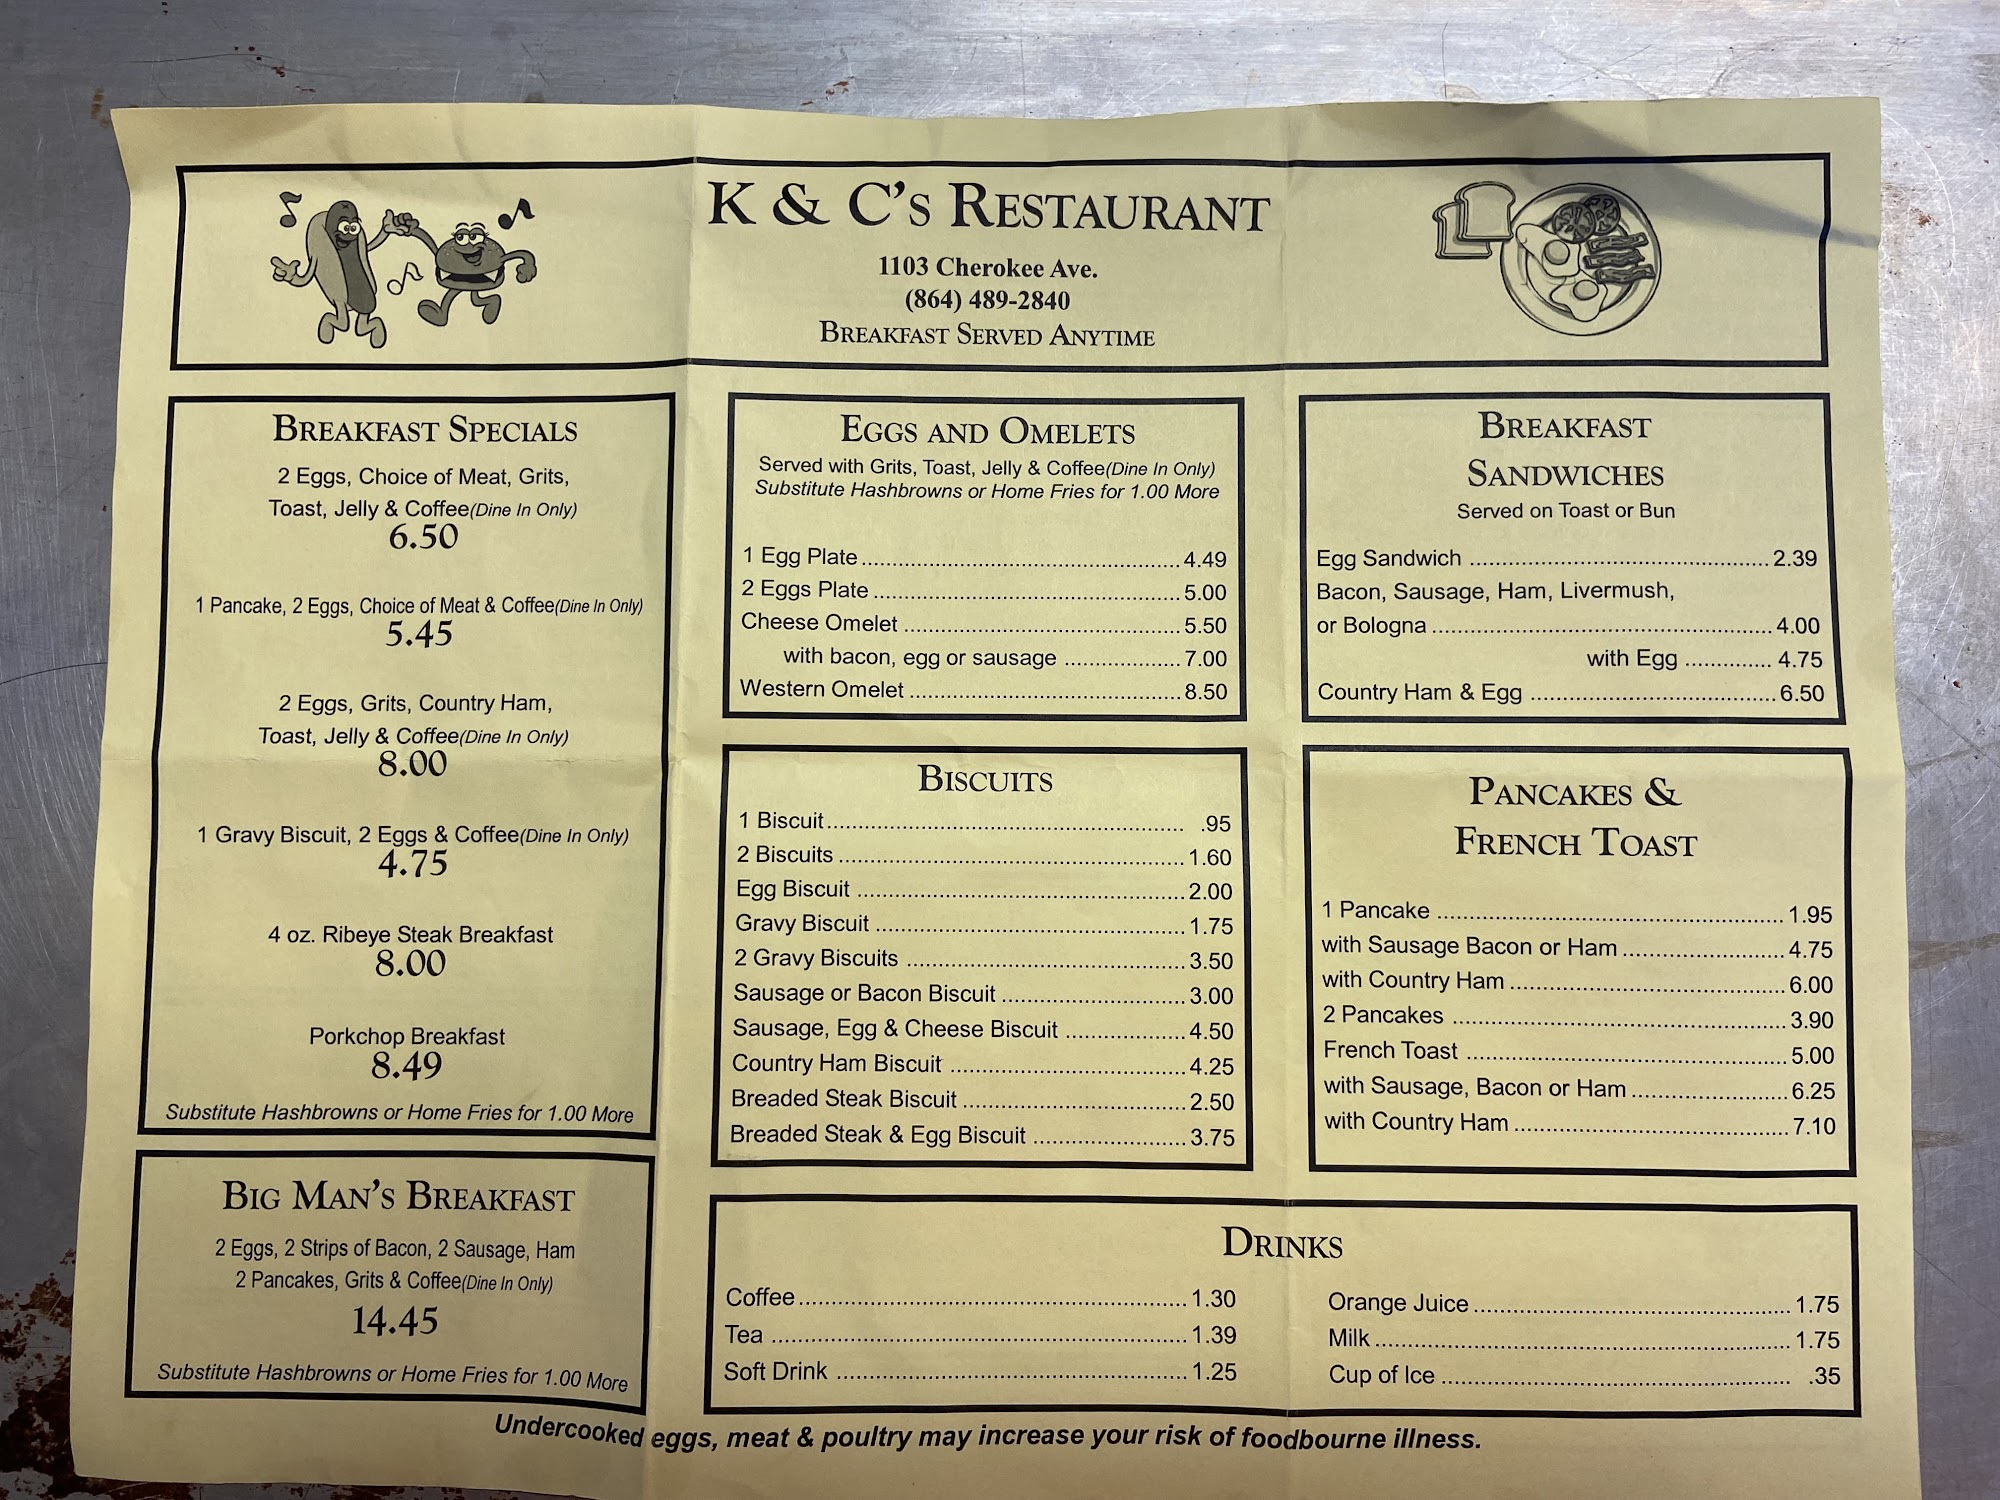 K & C's Restaurant
1103 Cherokee Ave.
(864) 489-2840
Breakfast Served Anytime
Breakfast Specials
2 Eggs, Choice of Meat, Grits,
Toast, Jelly & Coffee(Dine In Only)
6.50
1 Pancake, 2 Eggs, Choice of Meat & Coffee(Dine In Only)
5.45
2 Eggs, Grits, Country Ham,
Toast, Jelly & Coffee(Dine In Only)
8.00
1 Gravy Biscuit, 2 Eggs & Coffee(Dine In Only)
4.75
4 oz. Ribeye Steak Breakfast
8.00
Porkchop Breakfast
8.49
Substitute Hashbrowns or Home Fries for 1.00 More
Big Man's Breakfast
2 Eggs, 2 Strips of Bacon, 2 Sausage, Ham
2 Pancakes, Grits & Coffee(Dine In Only)
14.45
Substitute Hashbrowns or Home Fries for 1.00 More
Eggs and Omelets
Served with Grits, Toast, Jelly & Coffee(Dine In Only)
Substitute Hashbrowns or Home Fries for 1.00 More
1 Egg Plate 4.49
2 Eggs Plate 5.00
Cheese Omelet 5.50
with bacon, egg or sausage 7.00
Western Omelet 8.50
Biscuits
1 Biscuit .95
2 Biscuits 1.60
Egg Biscuit 2.00
Gravy Biscuit 1.75
2 Gravy Biscuits 3.50
Sausage or Bacon Biscuit 3.00
Sausage, Egg & Cheese Biscuit 4.50
Country Ham Biscuit 4.25
Breaded Steak Biscuit 2.50
Breaded Steak & Egg Biscuit 3.75
Breakfast
Sandwiches
Served on Toast or Bun
Egg Sandwich 2.39
Bacon, Sausage, Ham, Livermush,
or Bologna 4.00
with Egg 4.75
Country Ham & Egg 6.50
Pancakes &
French Toast
1 Pancake 1.95
with Sausage Bacon or Ham 4.75
with Country Ham 6.00
2 Pancakes 3.90
French Toast 5.00
with Sausage, Bacon or Ham 6.25
with Country Ham 7.10
Drinks
Coffee 1.30
Tea 1.39
Soft Drink 1.25
Orange Juice 1.75
Milk 1.75
Cup of Ice .35
Undercooked eggs, meat & poultry may increase your risk of foodbourne illness.